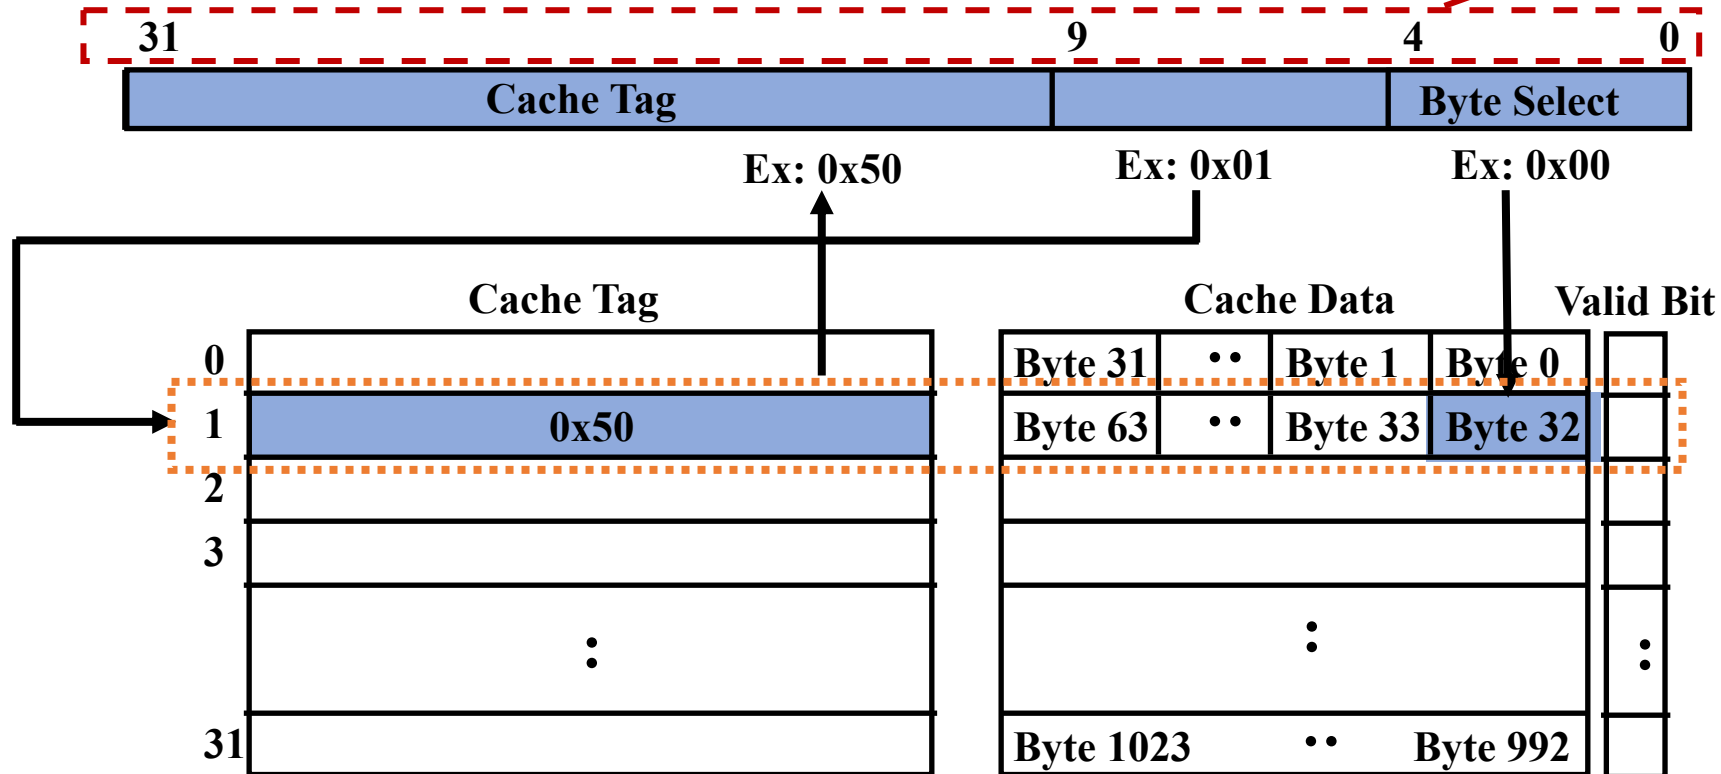 31 9 4 0
Cache Tag Byte Select
Ex: 0x50 Ex: 0x01 Ex: 0x00
Cache Tag Cache Data Valid Bit
0 Byte 31 •• Byte 1 Byte 0
1 0x50 Byte 63 •• Byte 33 Byte 32
2
3
: : :
31 Byte 1023 •• Byte 992